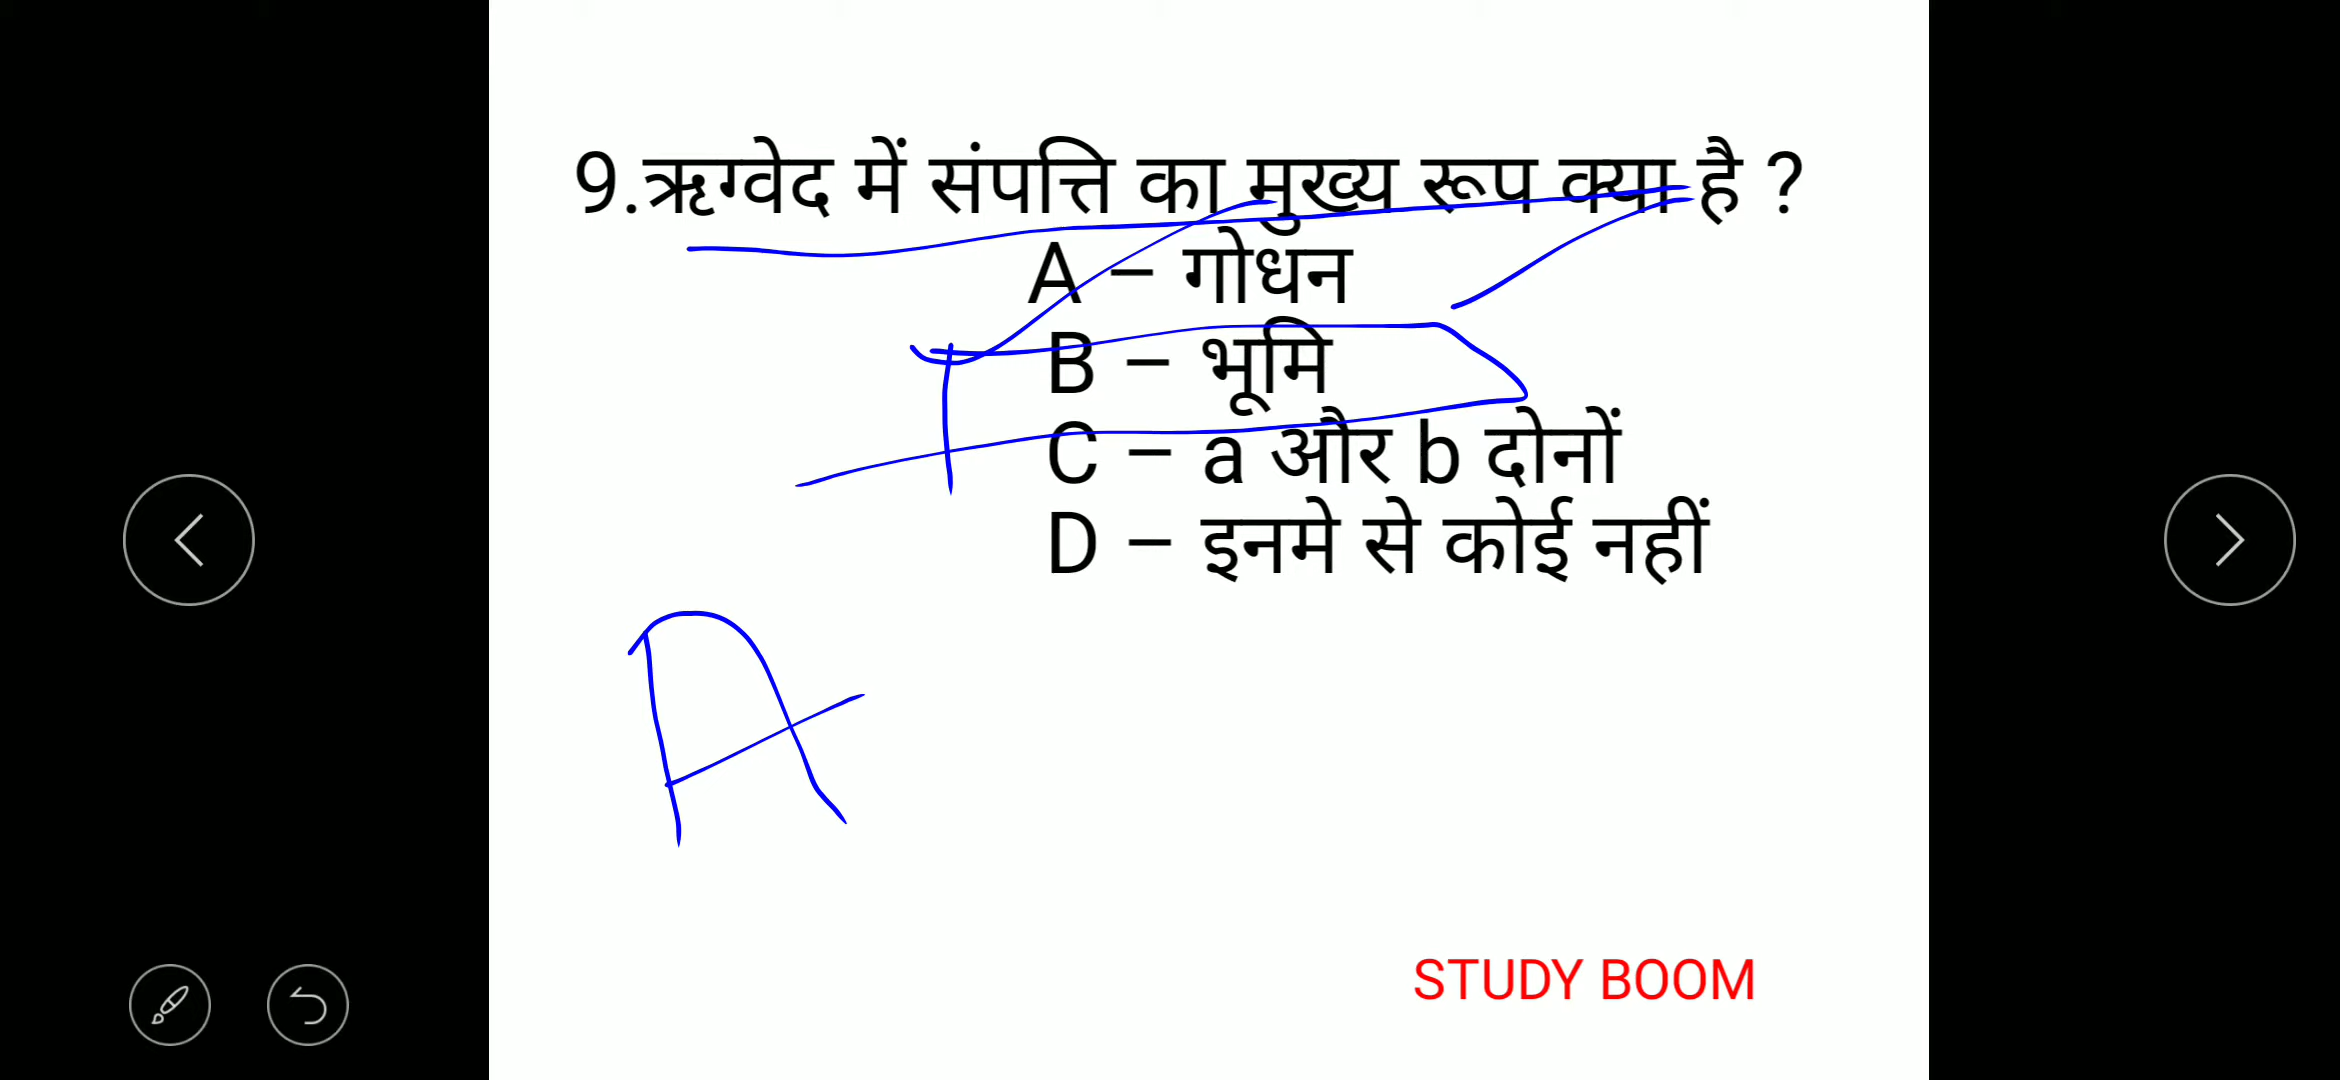 9.ऋग्वेद में संपत्ति का मुख्य रूप क्या है ?
A – गोधन
B – भूमि
C – a और b दोनों
D – इनमे से कोई नहीं
A
STUDY BOOM